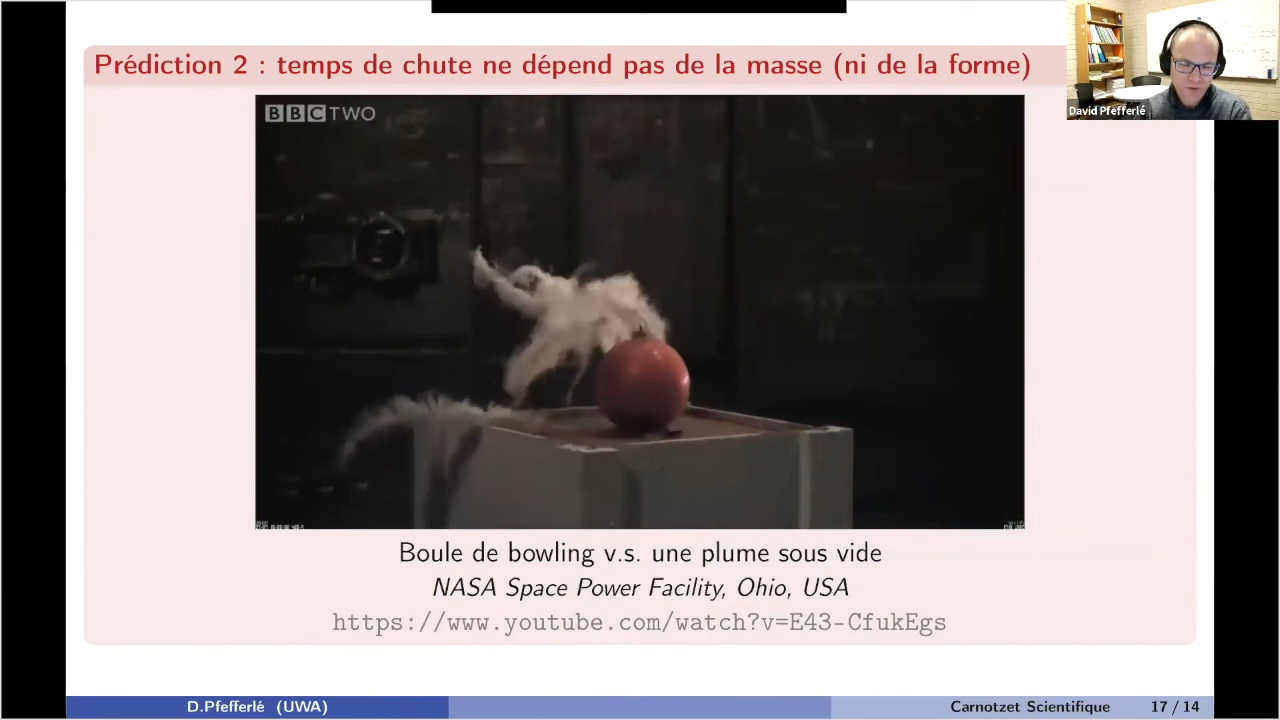 Prédiction 2 : temps de chute ne dépend pas de la masse (ni de la forme)
BBC TWO
David Pfefferlé
Boule de bowling v.s. une plume sous vide
NASA Space Power Facility, Ohio, USA
https://www.youtube.com/watch?v=E43-CfukEgs
D.Pfefferlé (UWA)
Carnotzet Scientifique
17 / 14